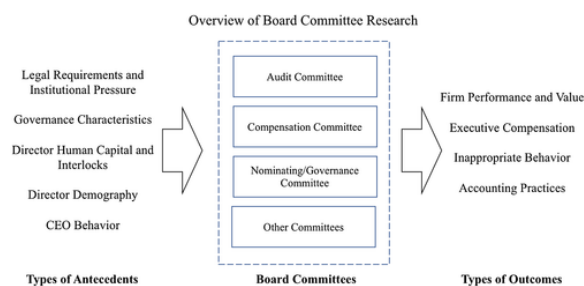 Overview of Board Committee Research
Legal Requirements and
Institutional Pressure
Governance Characteristics
Director Human Capital and
Interlocks
Director Demography
CEO Behavior
Audit Committee
Compensation Committee
Nominating/Governance
Committee
Other Committees
Firm Performance and Value
Executive Compensation
Inappropriate Behavior
Accounting Practices
Types of Antecedents
Board Committees
Types of Outcomes